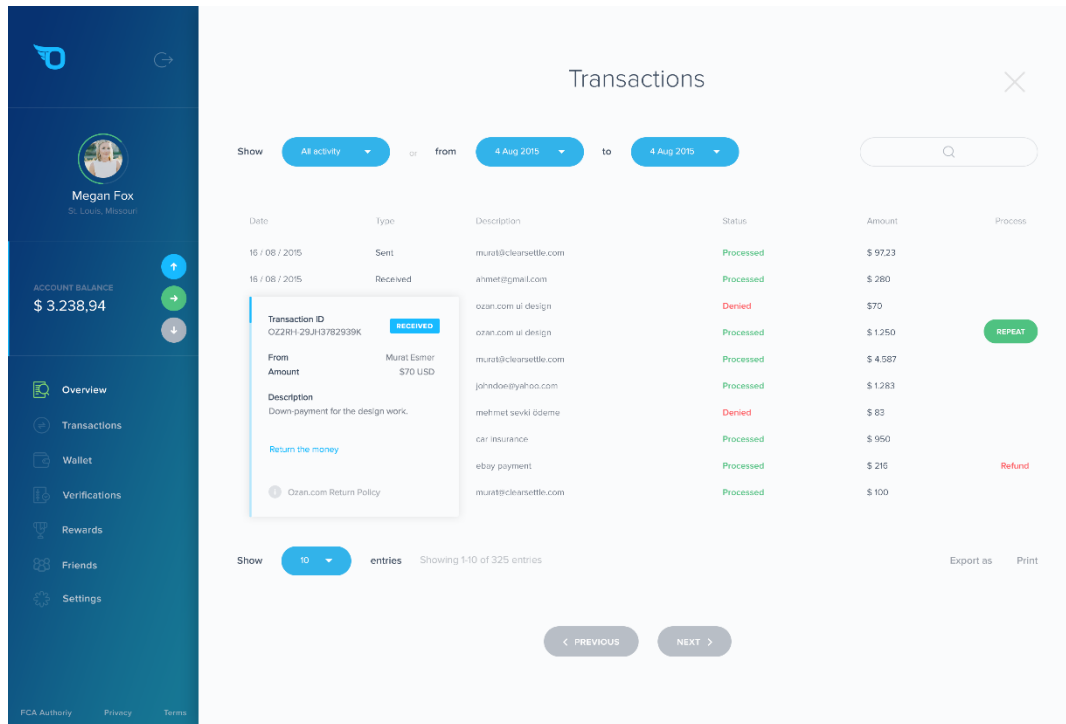 Transactions
Show All activity or from 4 Aug 2015 to 4 Aug 2015
Megan Fox
St. Louis, Missouri
ACCOUNT BALANCE
$ 3.238,94
Overview
Transactions
Wallet
Verifications
Rewards
Friends
Settings
FCA Authoriy Privacy Terms
Date Type Description Status Amount Process
16 / 08 / 2015 Sent murat@clearsettle.com Processed $ 97,23
16 / 08 / 2015 Received ahmet@gmail.com Processed $ 280
ozan.com ui design Denied $70
ozan.com ui design Processed $ 1.250 REPEAT
murat@clearsettle.com Processed $ 4.587
johndoe@yahoo.com Processed $ 1.283
mehmet sevki ödeme Denied $ 83
car insurance Processed $ 950
ebay payment Processed $ 216 Refund
murat@clearsettle.com Processed $ 100
Transaction ID
OZ2RH-29JH3782939K RECEIVED
From Murat Esmer
Amount $70 USD
Description
Down-payment for the design work.
Return the money
Ozan.com Return Policy
Show 10 entries Showing 1-10 of 325 entries Export as Print
PREVIOUS NEXT